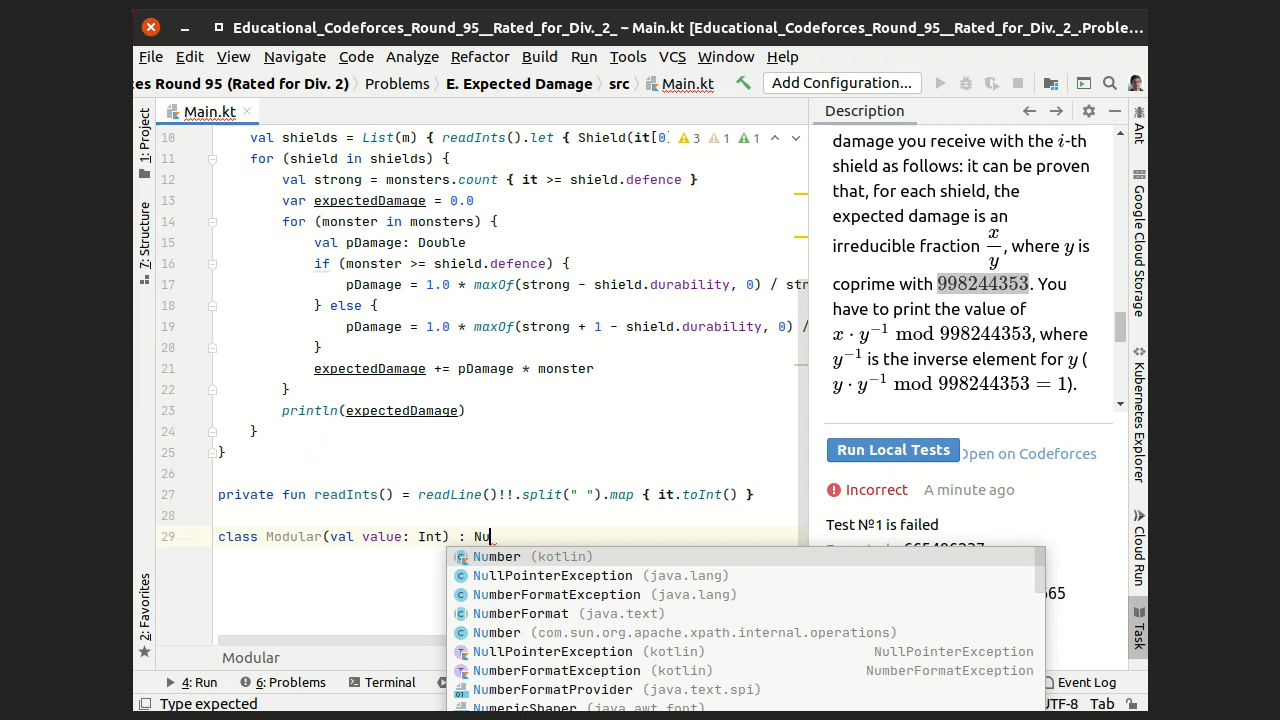 Educational_Codeforces_Round_95__Rated_for_Div._2_ – Main.kt [Educational_Codeforces_Round_95__Rated_for_Div._2_.Proble...
File Edit View Navigate Code Analyze Refactor Build Run Tools VCS Window Help
es Round 95 (Rated for Div. 2) Problems E. Expected Damage src Main.kt Add Configuration...
1: Project
7: Structure
2: Favorites
Main.kt
10 val shields = List(m) { readInts().let { Shield(it[0] 3 1 1
11 for (shield in shields) {
12 val strong = monsters.count { it >= shield.defence }
13 var expectedDamage = 0.0
14 for (monster in monsters) {
15 val pDamage: Double
16 if (monster >= shield.defence) {
17 pDamage = 1.0 * maxOf(strong - shield.durability, 0) / str
18 } else {
19 pDamage = 1.0 * maxOf(strong + 1 - shield.durability, 0) /
20 }
21 expectedDamage += pDamage * monster
22 }
23 println(expectedDamage)
24 }
25 }
26
27 private fun readInts() = readLine()!!.split(" ").map { it.toInt() }
28
29 class Modular(val value: Int) : Nu
Number (kotlin)
NullPointerException (java.lang)
NumberFormatException (java.lang)
NumberFormat (java.text)
Number (com.sun.org.apache.xpath.internal.operations)
NullPointerException (kotlin) NullPointerException
NumberFormatException (kotlin) NumberFormatException
NumberFormatProvider (java.text.spi)
NumericShaper (java.awt.font)
Modular
Description
damage you receive with the i-th
shield as follows: it can be proven
that, for each shield, the
expected damage is an
irreducible fraction x/y, where y is
coprime with 998244353. You
have to print the value of
x · y⁻¹ mod 998244353, where
y⁻¹ is the inverse element for y (
y · y⁻¹ mod 998244353 = 1).
Run Local Tests Open on Codeforces
Incorrect A minute ago
Test №1 is failed
Ant
Google Cloud Storage
Kubernetes Explorer
Cloud Run
Task
4: Run 6: Problems Terminal Event Log
Type expected UTF-8 Tab